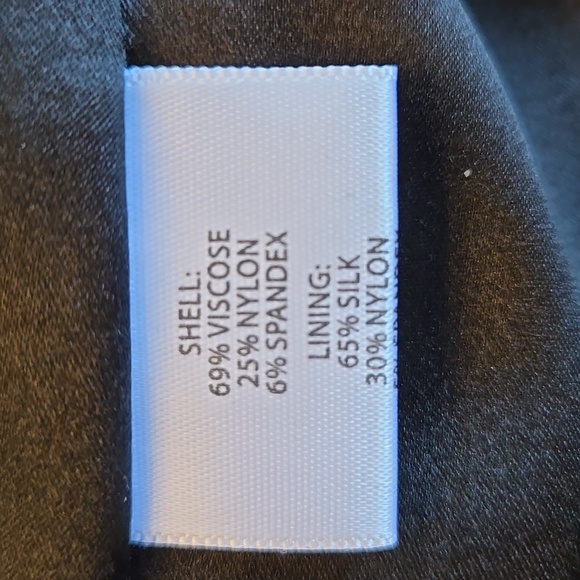 SHELL:
69% VISCOSE
25% NYLON
6% SPANDEX
LINING:
65% SILK
30% NYLON